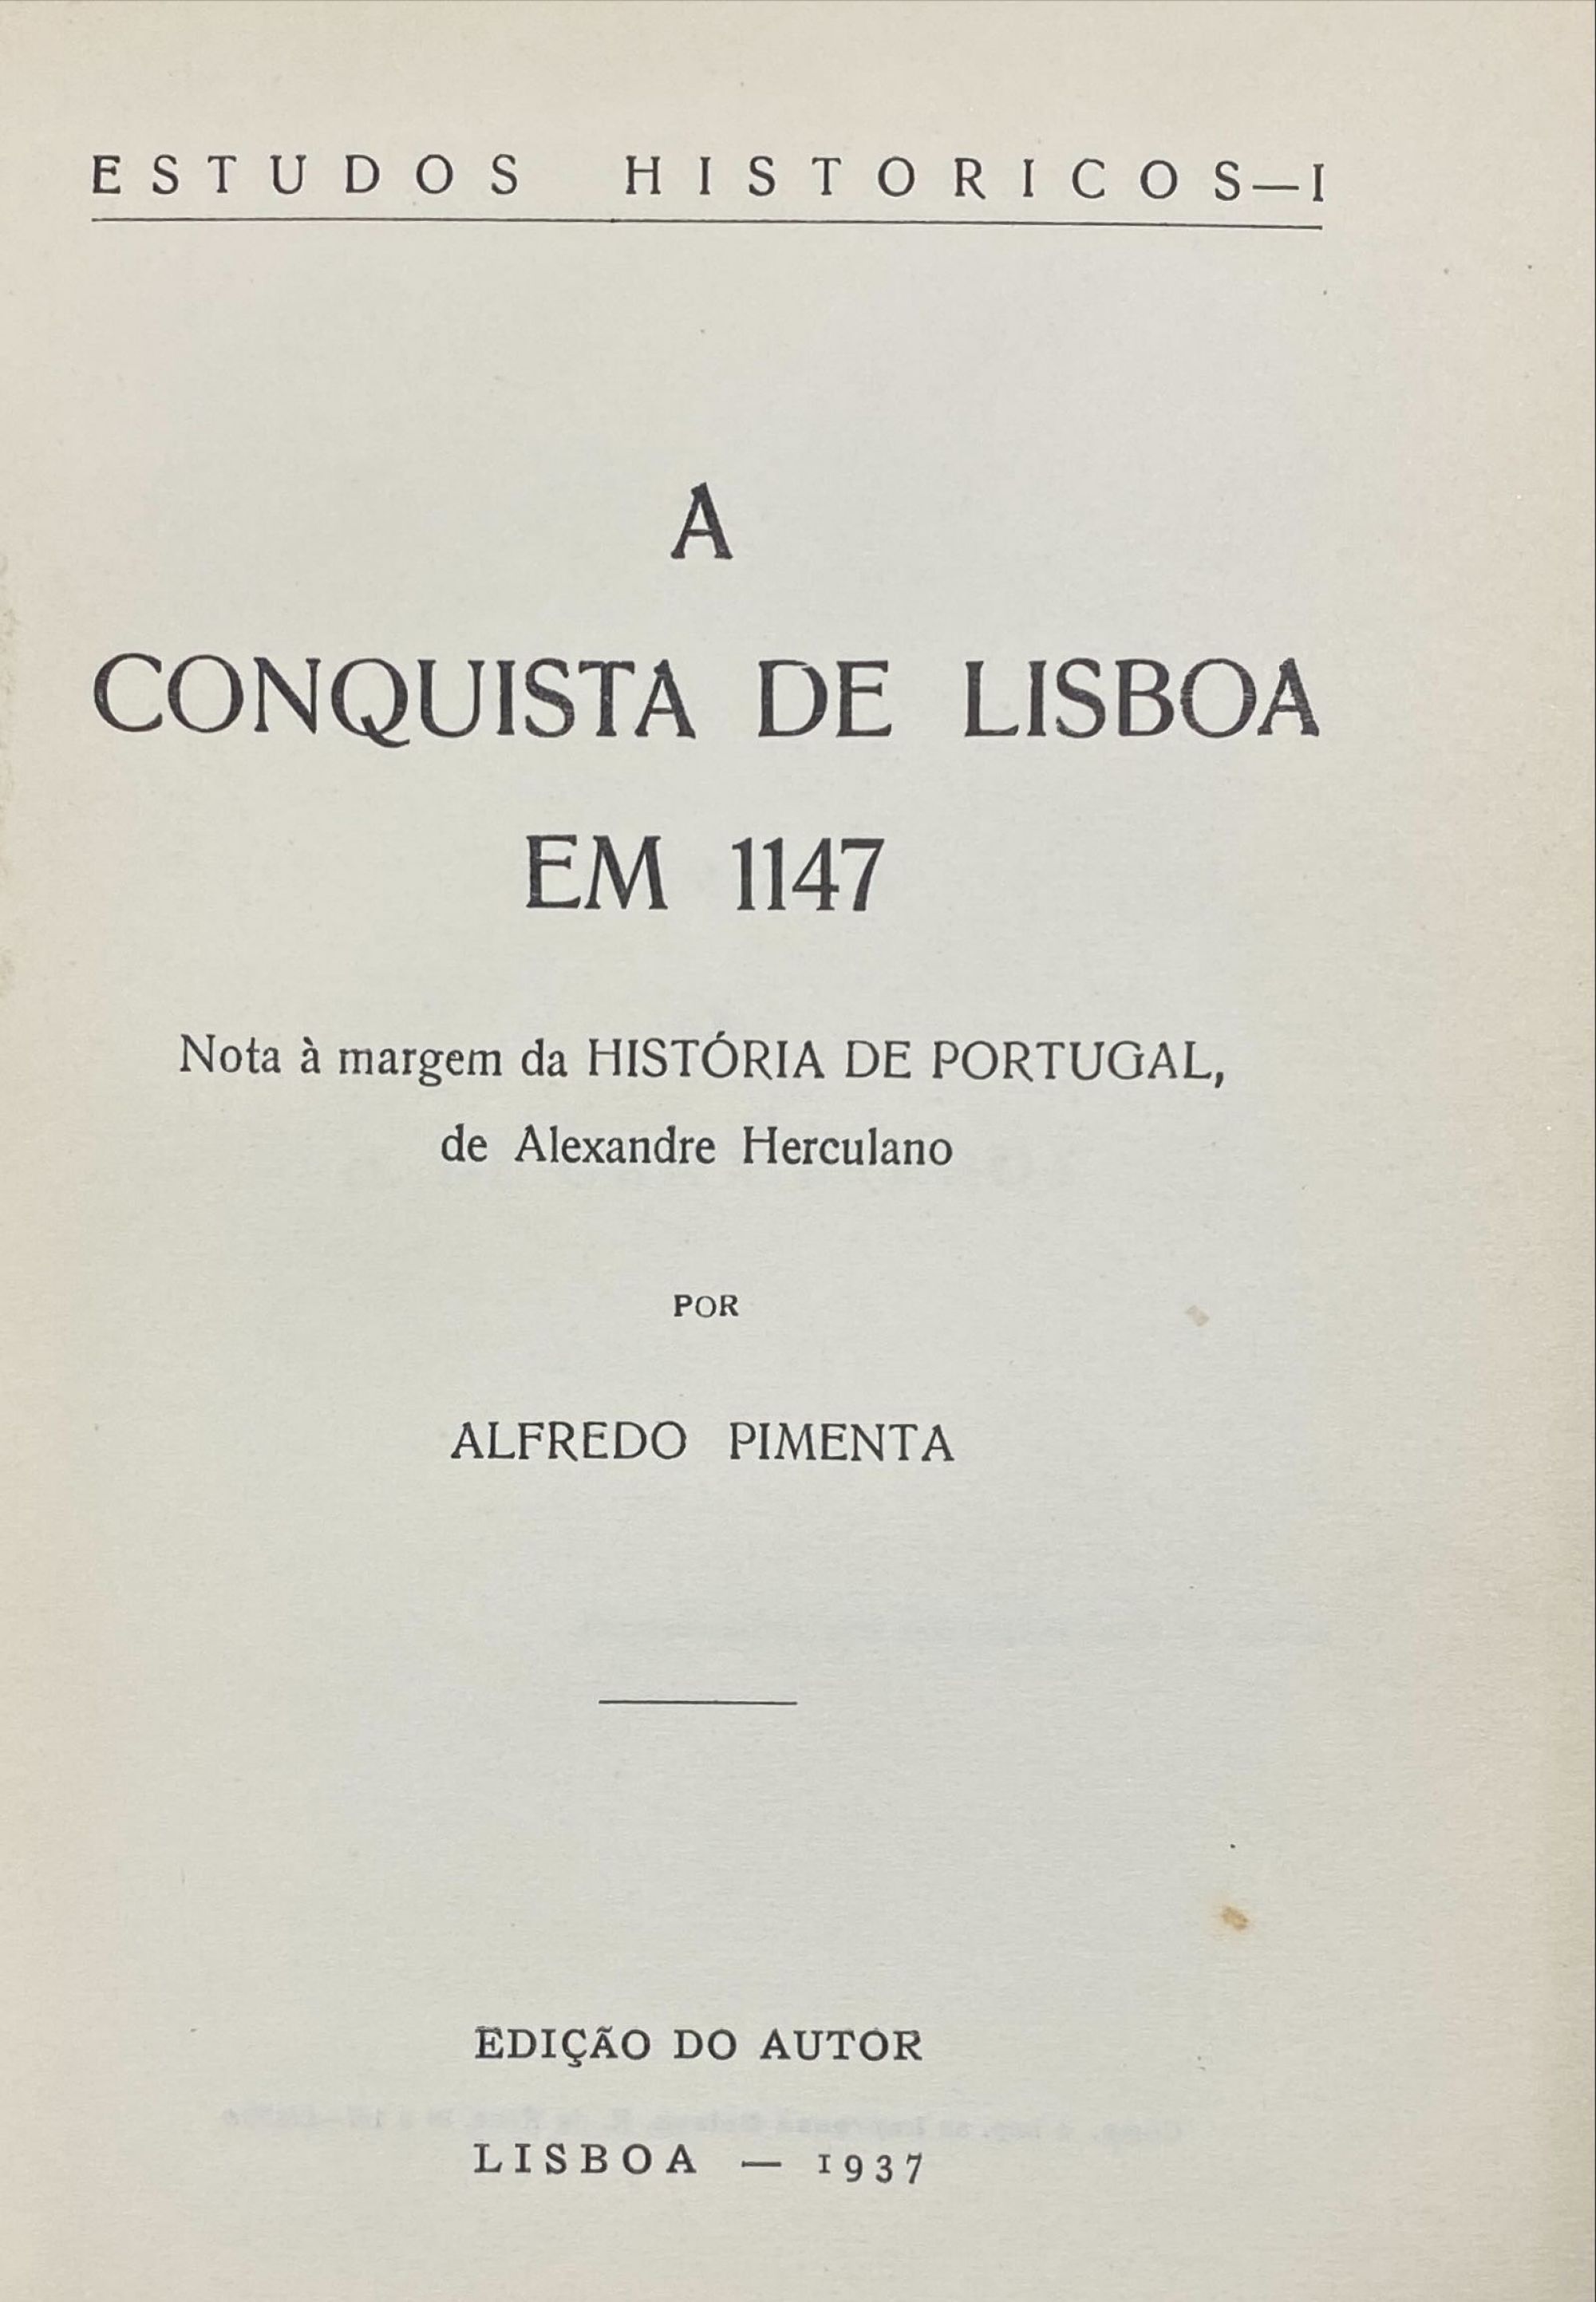 ESTUDOS HISTORICOS—I
A
CONQUISTA DE LISBOA
EM 1147
Nota à margem da HISTÓRIA DE PORTUGAL,
de Alexandre Herculano
POR
ALFREDO PIMENTA
EDIÇÃO DO AUTOR
LISBOA — 1937